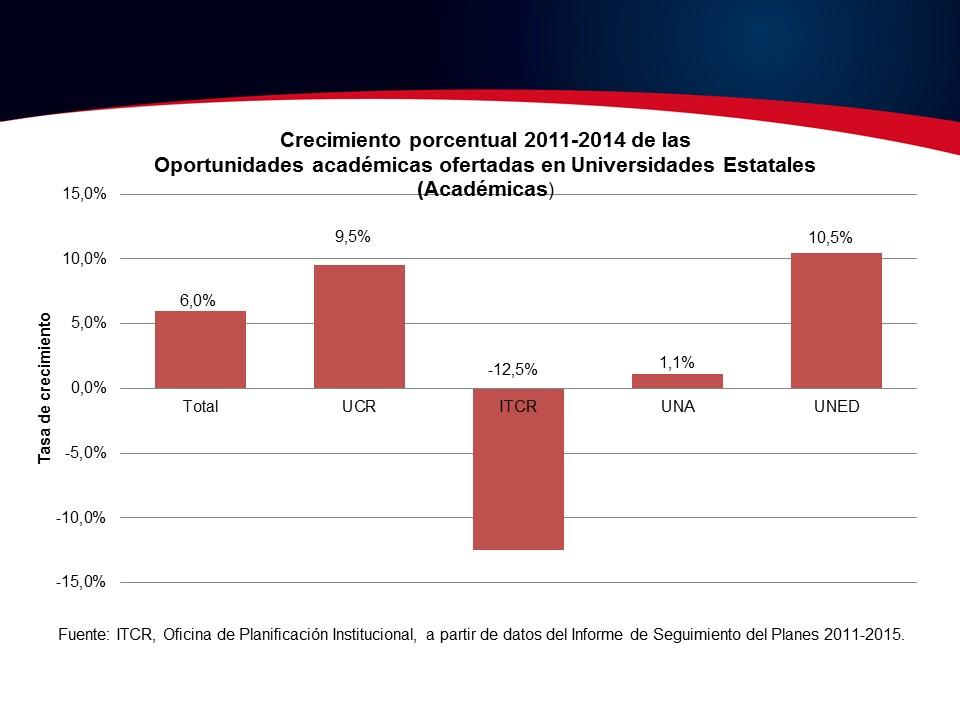 Crecimiento porcentual 2011-2014 de las
Oportunidades académicas ofertadas en Universidades Estatales
(Académicas)
15,0%
10,0%
5,0%
0,0%
-5,0%
-10,0%
-15,0%
Tasa de crecimiento
6,0%
9,5%
-12,5%
1,1%
10,5%
Total
UCR
ITCR
UNA
UNED
Fuente: ITCR, Oficina de Planificación Institucional, a partir de datos del Informe de Seguimiento del Planes 2011-2015.